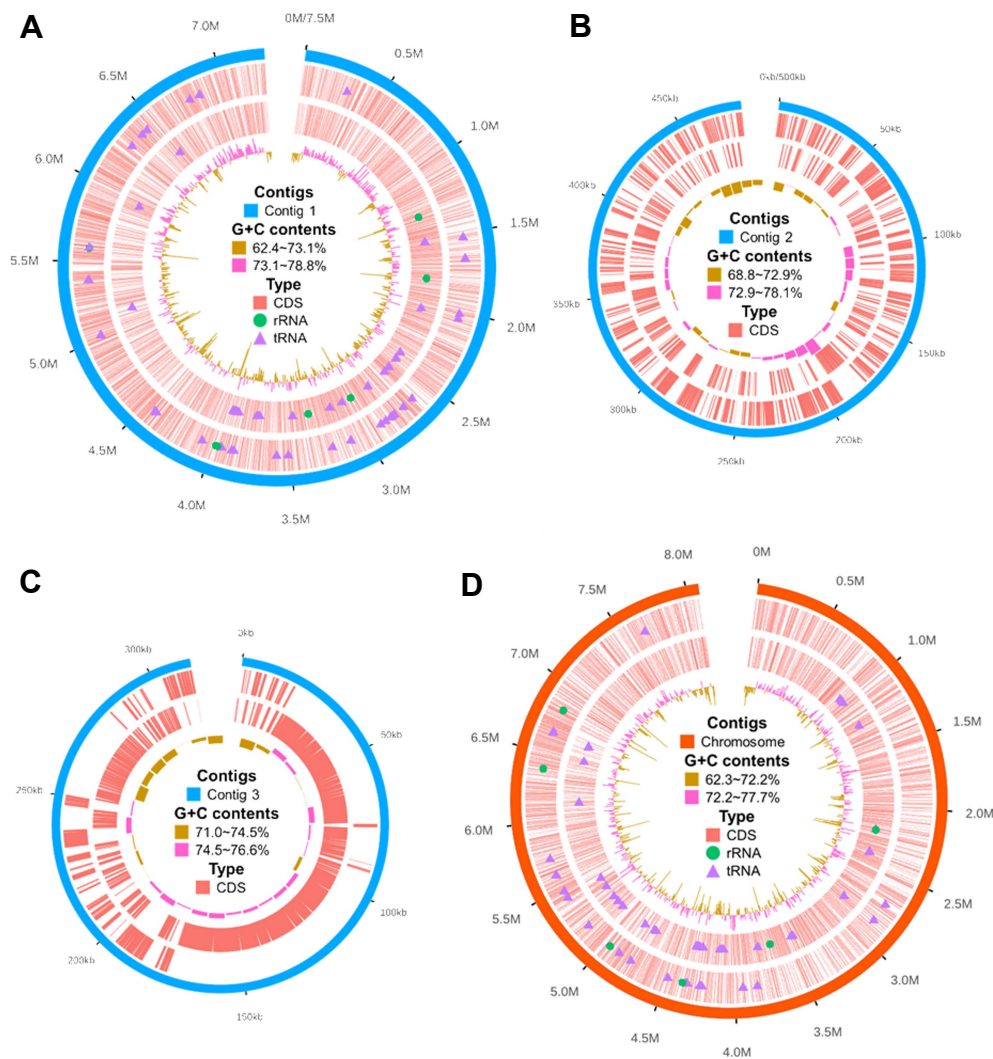 A
0M/7.5M
0.5M
1.0M
1.5M
2.0M
2.5M
3.0M
3.5M
4.0M
4.5M
5.0M
5.5M
6.0M
6.5M
7.0M
Contigs
Contig 1
G+C contents
62.4~73.1%
73.1~78.8%
Type
CDS
rRNA
tRNA
B
0kb/500kb
50kb
100kb
150kb
200kb
250kb
300kb
350kb
400kb
450kb
Contigs
Contig 2
G+C contents
68.8~72.9%
72.9~78.1%
Type
CDS
C
0kb
50kb
100kb
150kb
200kb
250kb
300kb
Contigs
Contig 3
G+C contents
71.0~74.5%
74.5~76.6%
Type
CDS
D
0M
0.5M
1.0M
1.5M
2.0M
2.5M
3.0M
3.5M
4.0M
4.5M
5.0M
5.5M
6.0M
6.5M
7.0M
7.5M
8.0M
Contigs
Chromosome
G+C contents
62.3~72.2%
72.2~77.7%
Type
CDS
rRNA
tRNA